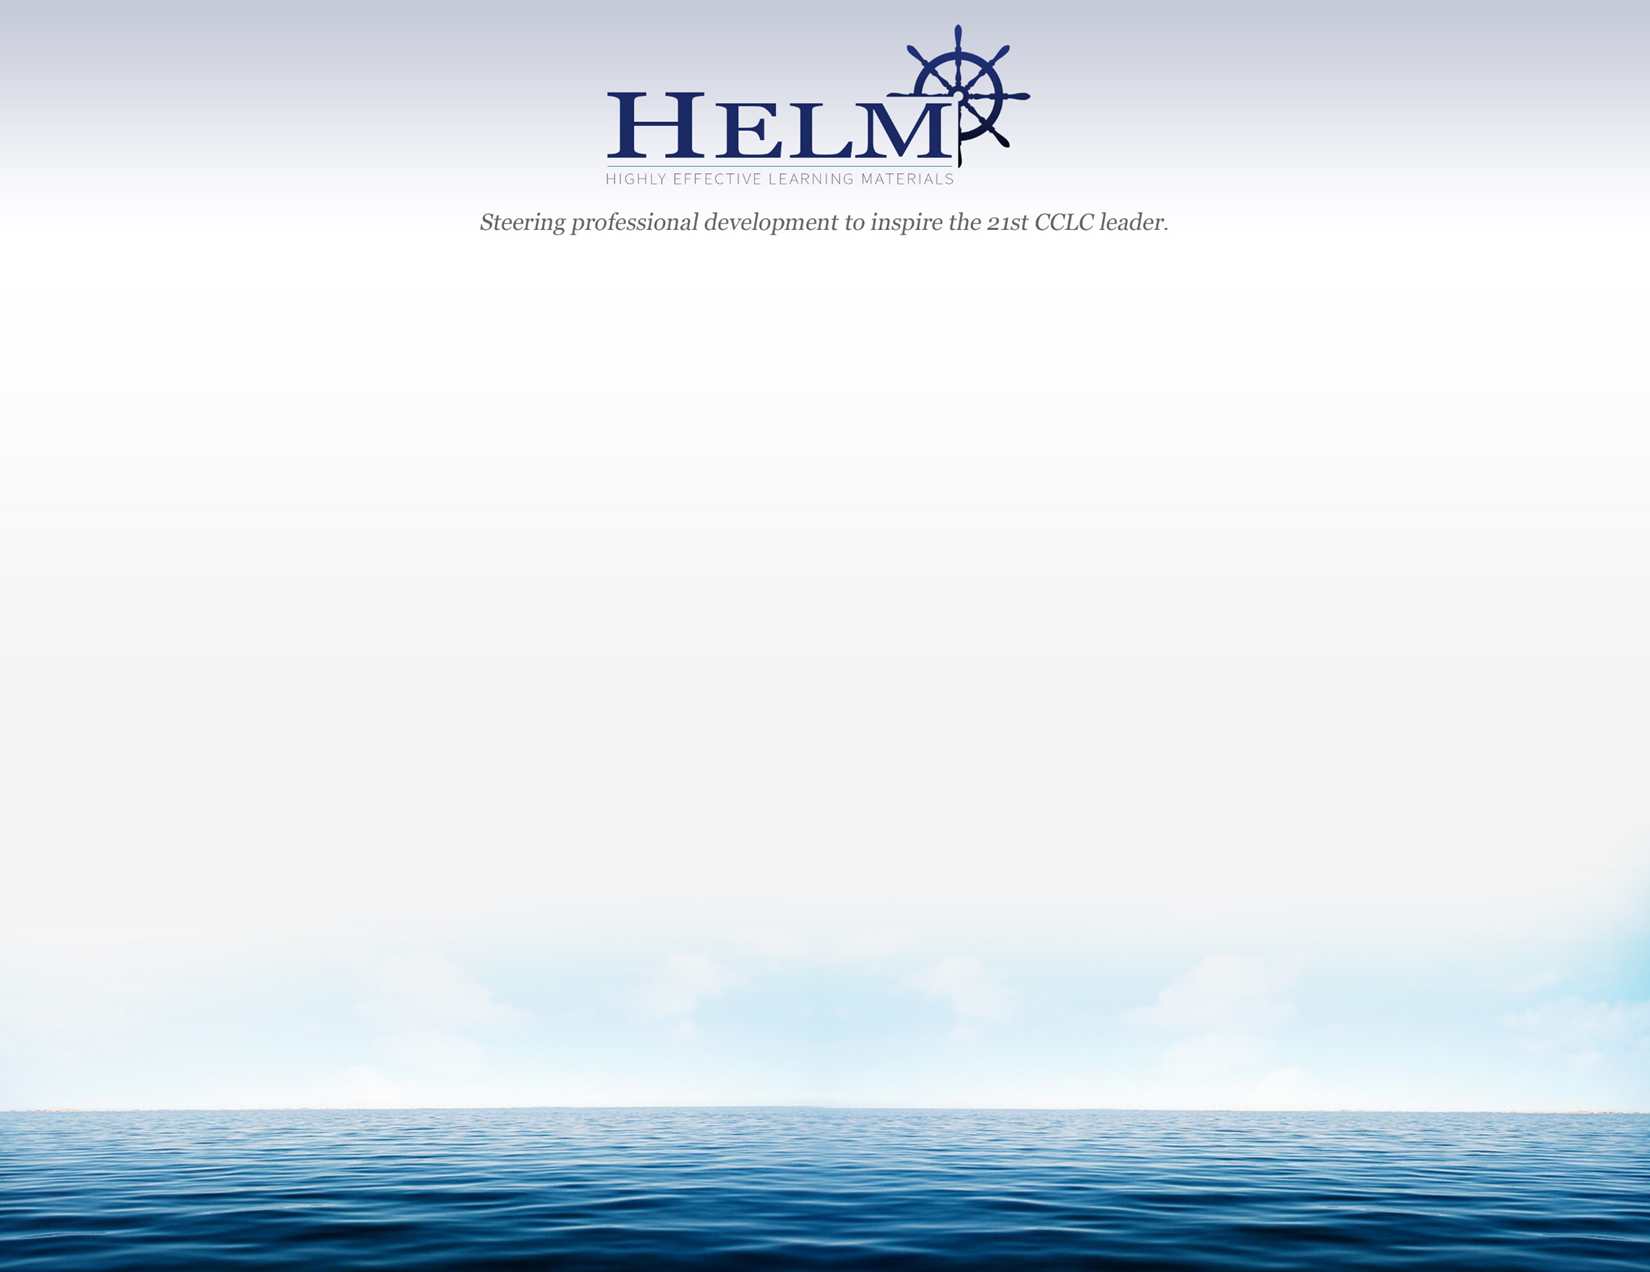 HELM
HIGHLY EFFECTIVE LEARNING MATERIALS
Steering professional development to inspire the 21st CCLC leader.